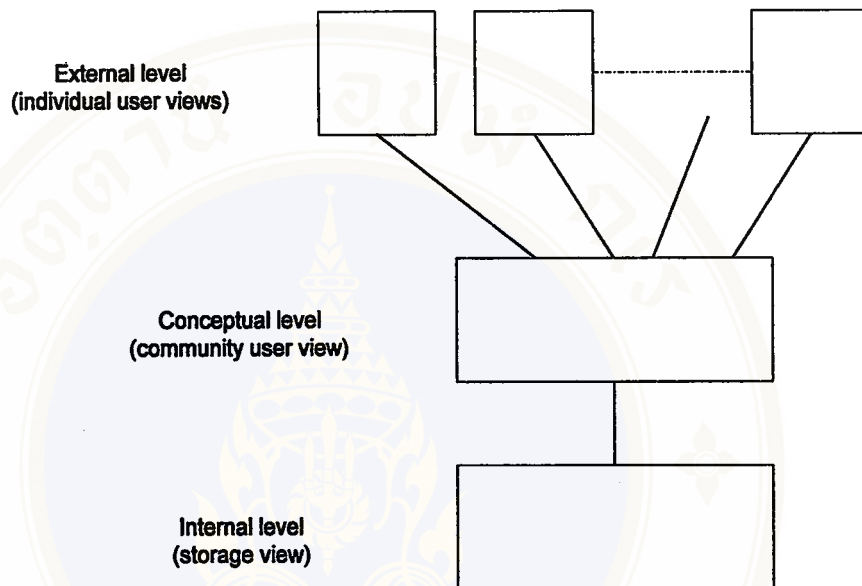 External level
(individual user views)
Conceptual level
(community user view)
Internal level
(storage view)